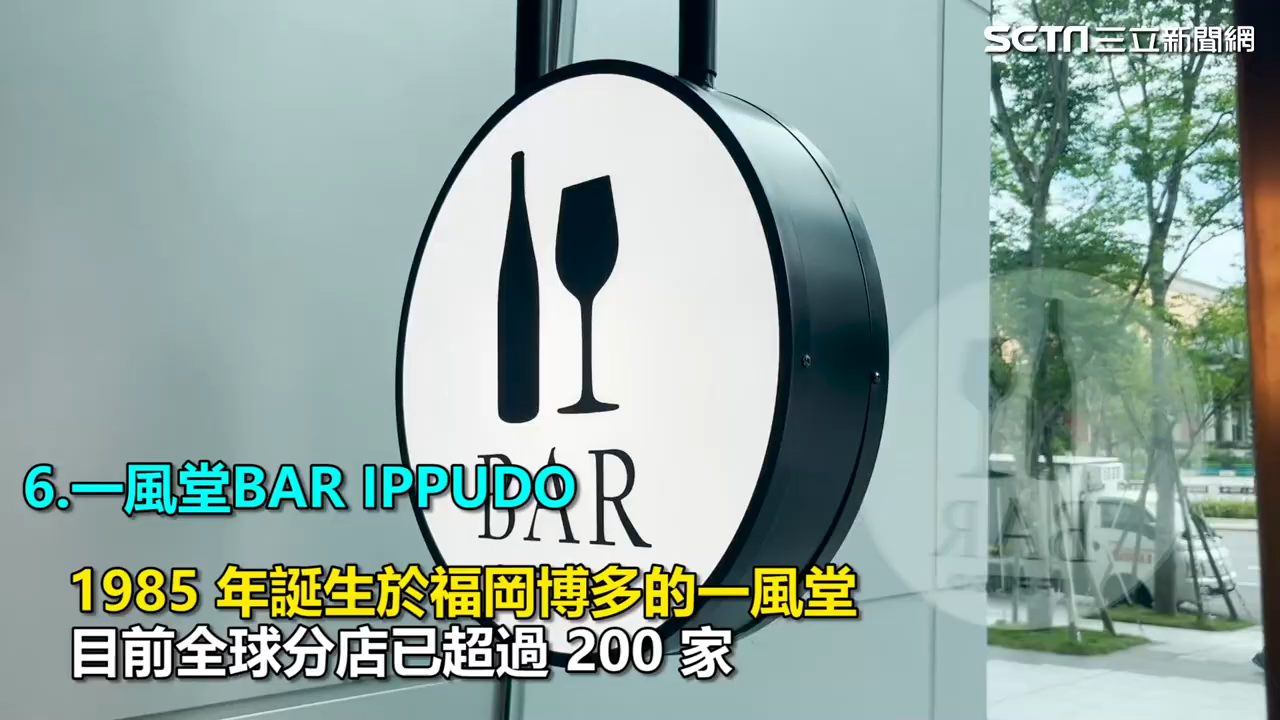 SETN三立新聞網
BAR
6.一風堂BAR IPPUDO
1985 年誕生於福岡博多的一風堂
目前全球分店已超過 200 家